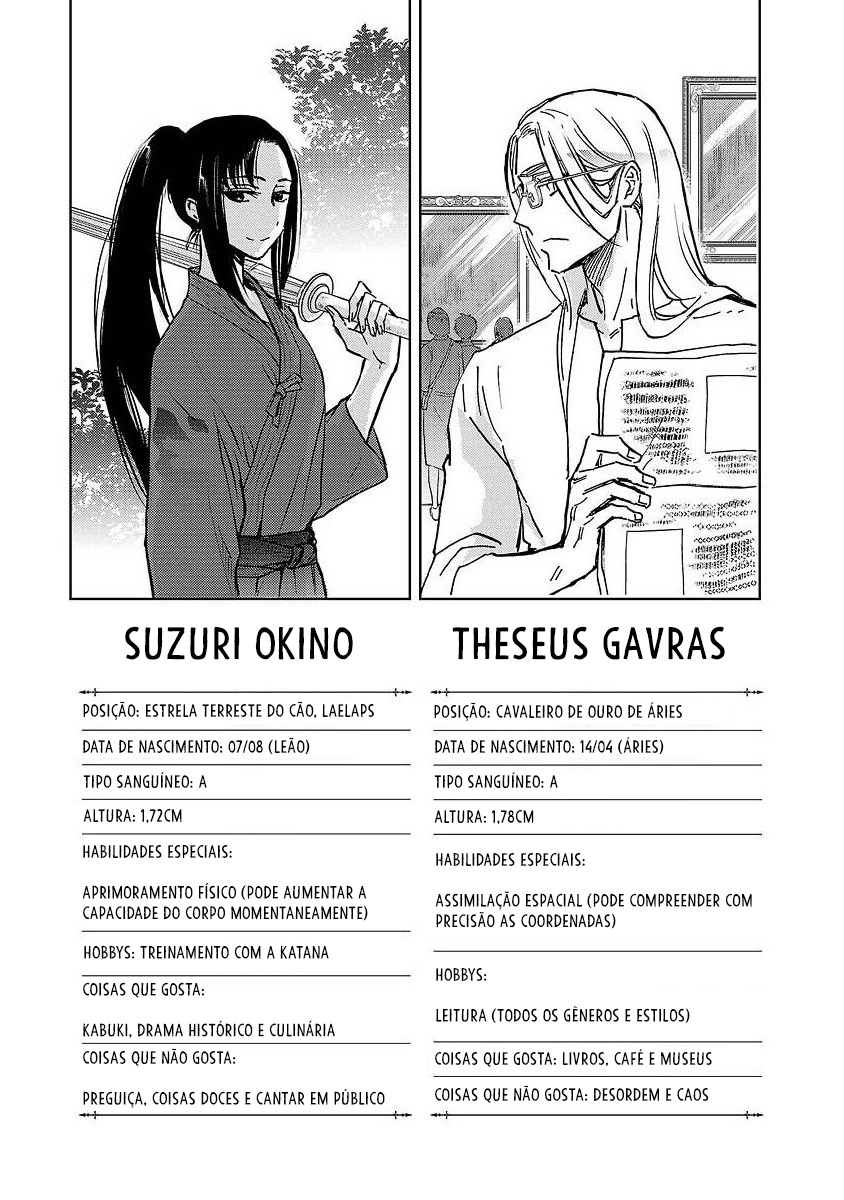 SUZURI OKINO
POSIÇÃO: ESTRELA TERRESTE DO CÃO, LAELAPS
DATA DE NASCIMENTO: 07/08 (LEÃO)
TIPO SANGUÍNEO: A
ALTURA: 1,72CM
HABILIDADES ESPECIAIS:
APRIMORAMENTO FÍSICO (PODE AUMENTAR A
CAPACIDADE DO CORPO MOMENTANEAMENTE)
HOBBYS: TREINAMENTO COM A KATANA
COISAS QUE GOSTA:
KABUKI, DRAMA HISTÓRICO E CULINÁRIA
COISAS QUE NÃO GOSTA:
PREGUIÇA, COISAS DOCES E CANTAR EM PÚBLICO
THESEUS GAVRAS
POSIÇÃO: CAVALEIRO DE OURO DE ÁRIES
DATA DE NASCIMENTO: 14/04 (ÁRIES)
TIPO SANGUÍNEO: A
ALTURA: 1,78CM
HABILIDADES ESPECIAIS:
ASSIMILAÇÃO ESPACIAL (PODE COMPREENDER COM
PRECISÃO AS COORDENADAS)
HOBBYS:
LEITURA (TODOS OS GÊNEROS E ESTILOS)
COISAS QUE GOSTA: LIVROS, CAFÉ E MUSEUS
COISAS QUE NÃO GOSTA: DESORDEM E CAOS